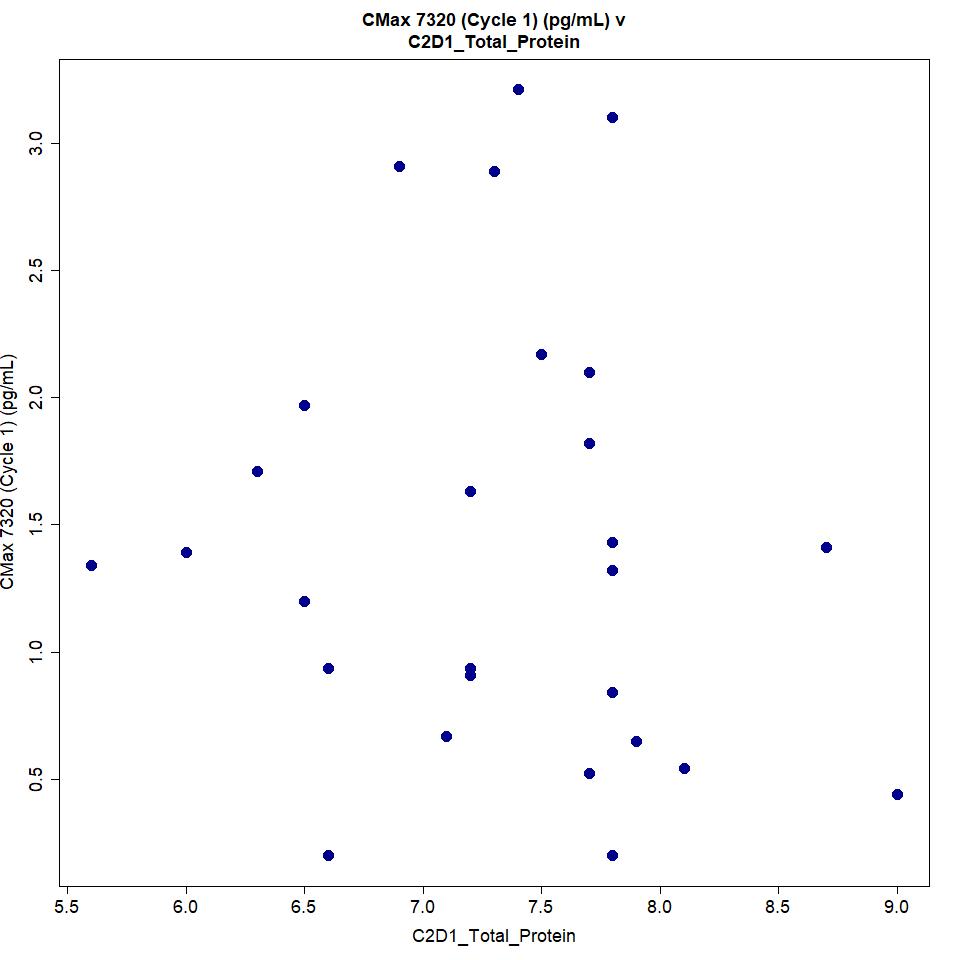 CMax 7320 (Cycle 1) (pg/mL) v
C2D1_Total_Protein
CMax 7320 (Cycle 1) (pg/mL)
3.0
2.5
2.0
1.5
1.0
0.5
5.5 6.0 6.5 7.0 7.5 8.0 8.5 9.0
C2D1_Total_Protein